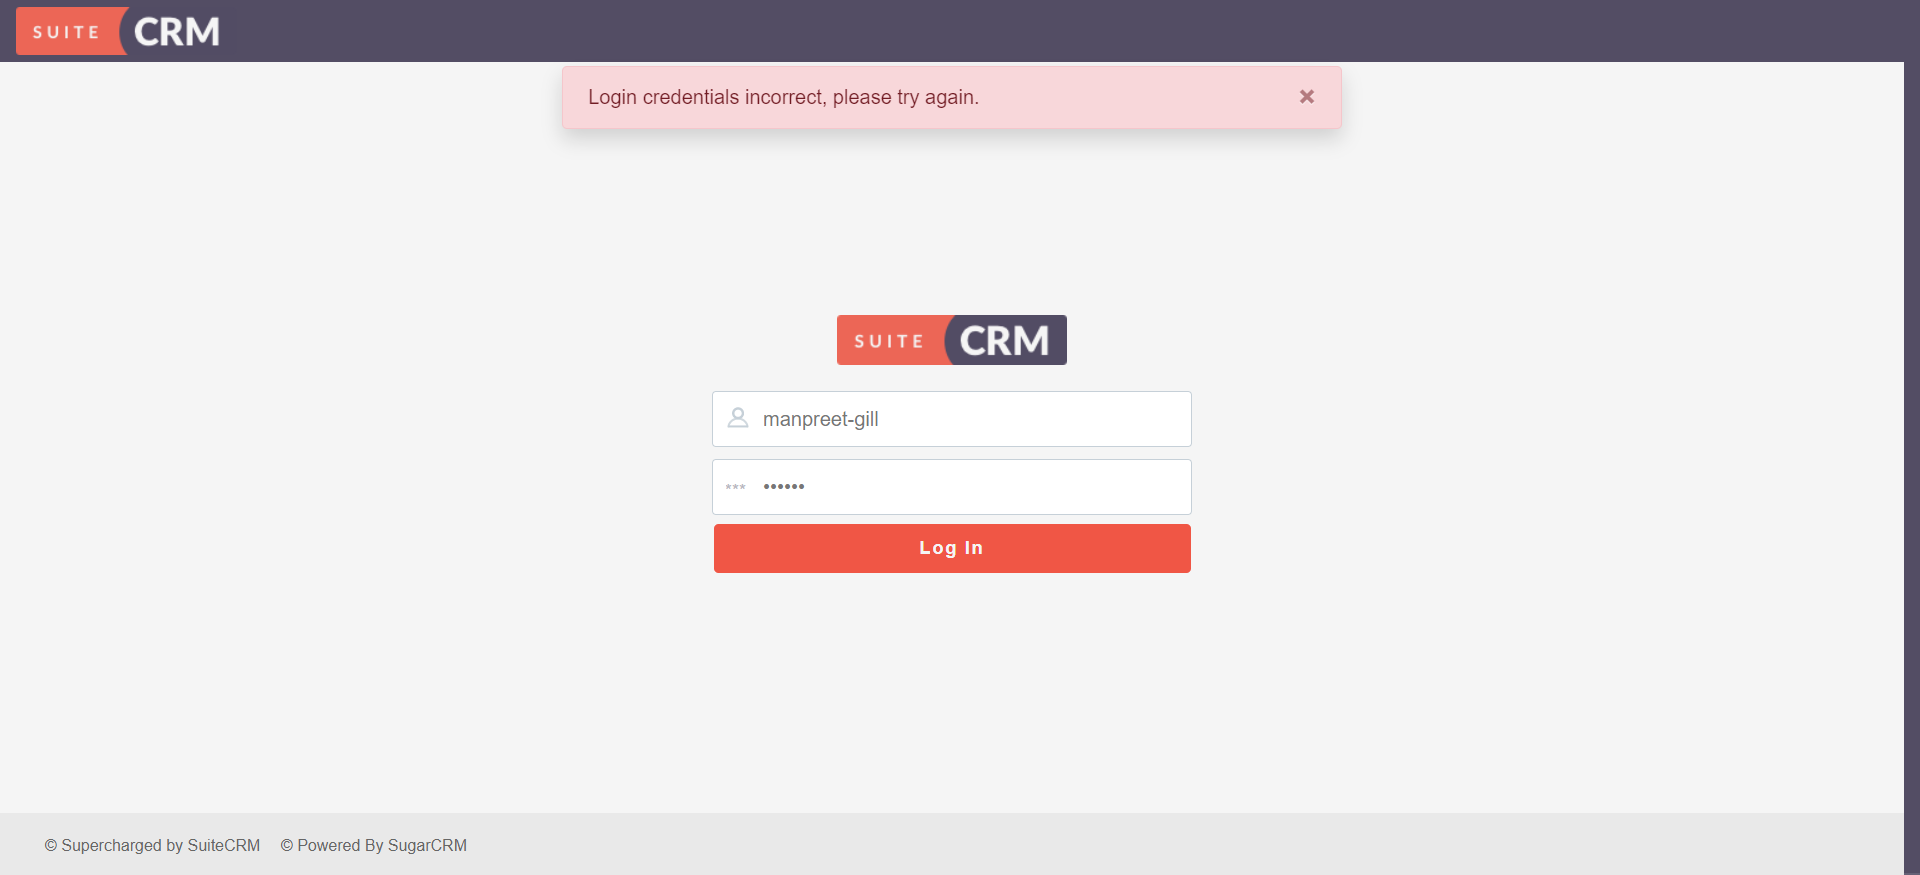 SUITE CRM
Login credentials incorrect, please try again.
×
SUITE CRM
manpreet-gill
*** ••••••
Log In
© Supercharged by SuiteCRM © Powered By SugarCRM